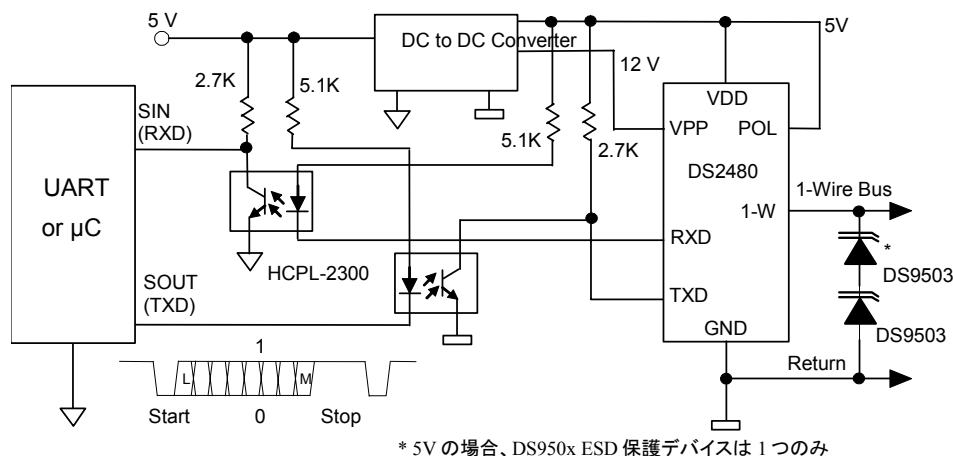 5 V
DC to DC Converter
5V
12 V
2.7K
5.1K
SIN
(RXD)
5.1K
2.7K
VDD
VPP
POL
DS2480
UART
or µC
1-Wire Bus
1-W
RXD
*
DS9503
HCPL-2300
SOUT
(TXD)
TXD
DS9503
GND
Return
1
L
M
Start
0
Stop
* 5V の場合、DS950x ESD 保護デバイスは 1 つのみ